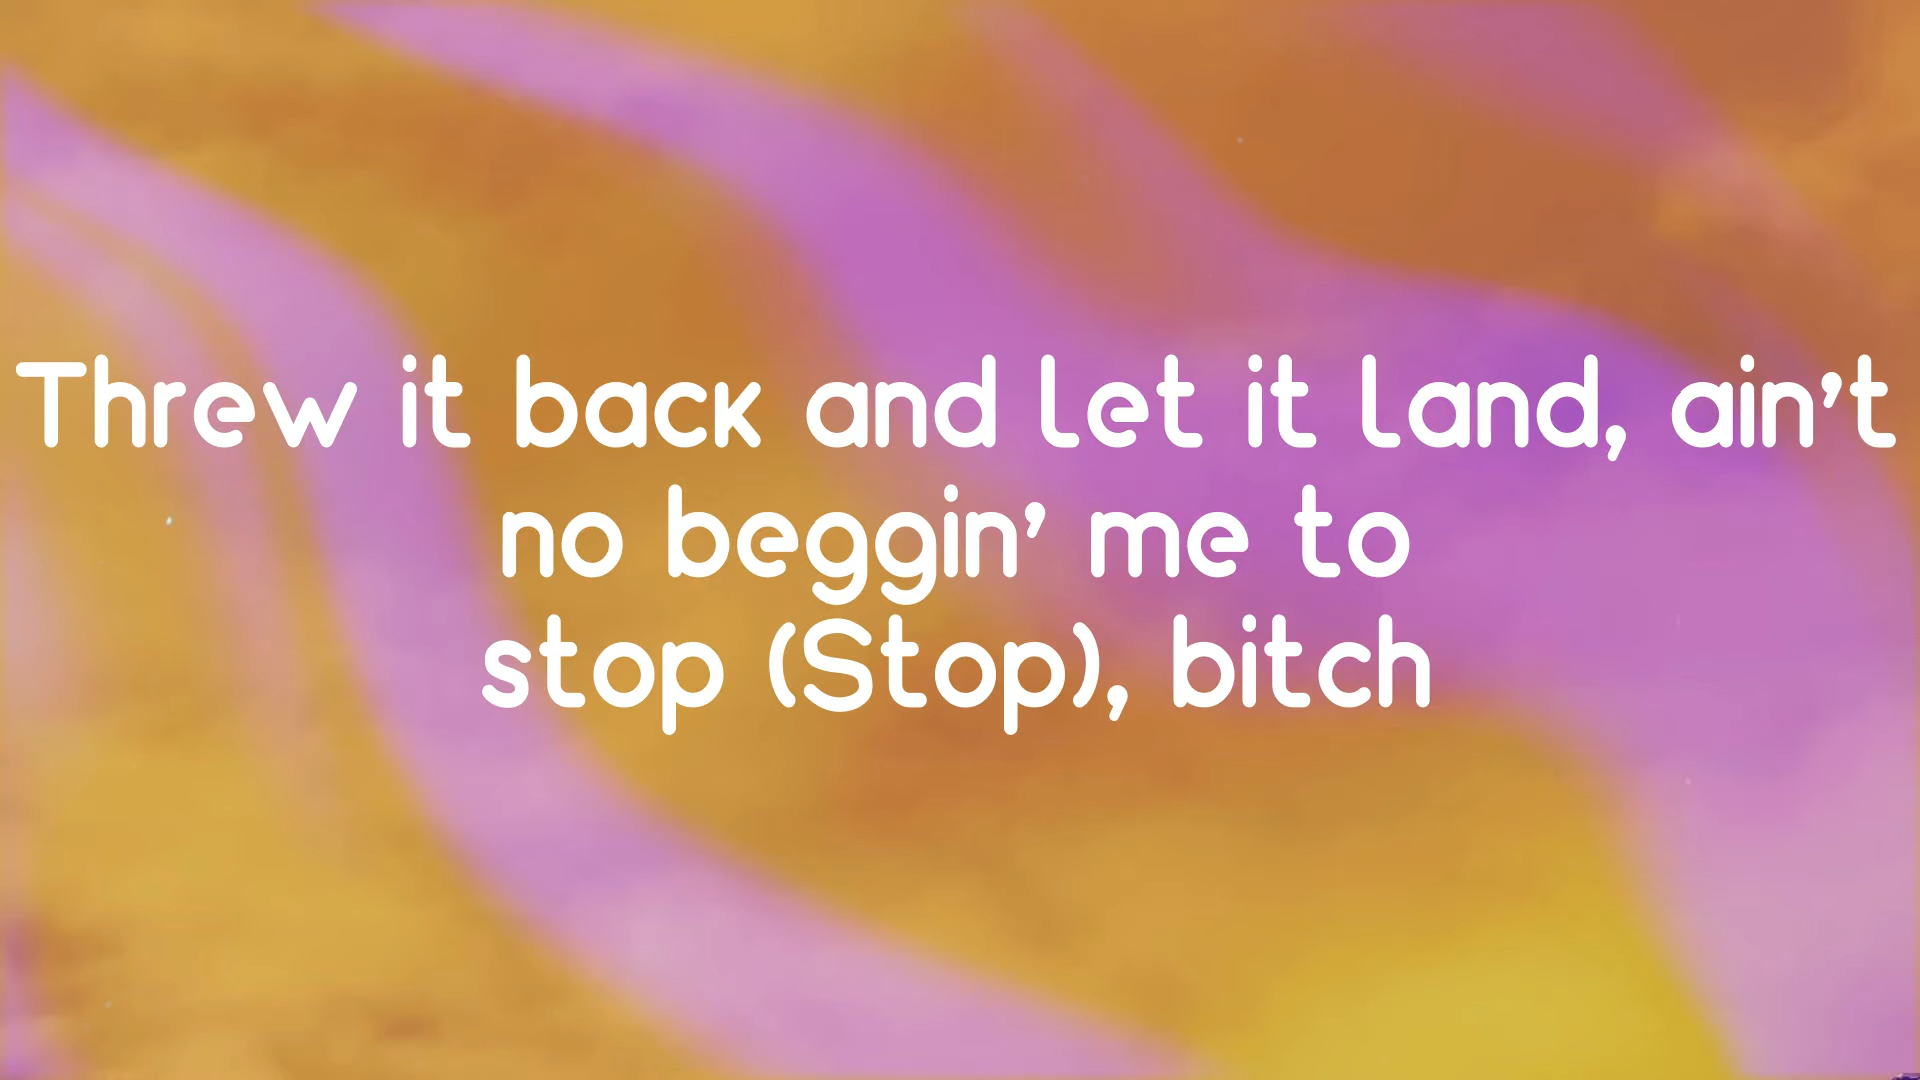 Threw it back and let it land, ain't
no beggin' me to
stop (Stop), bitch